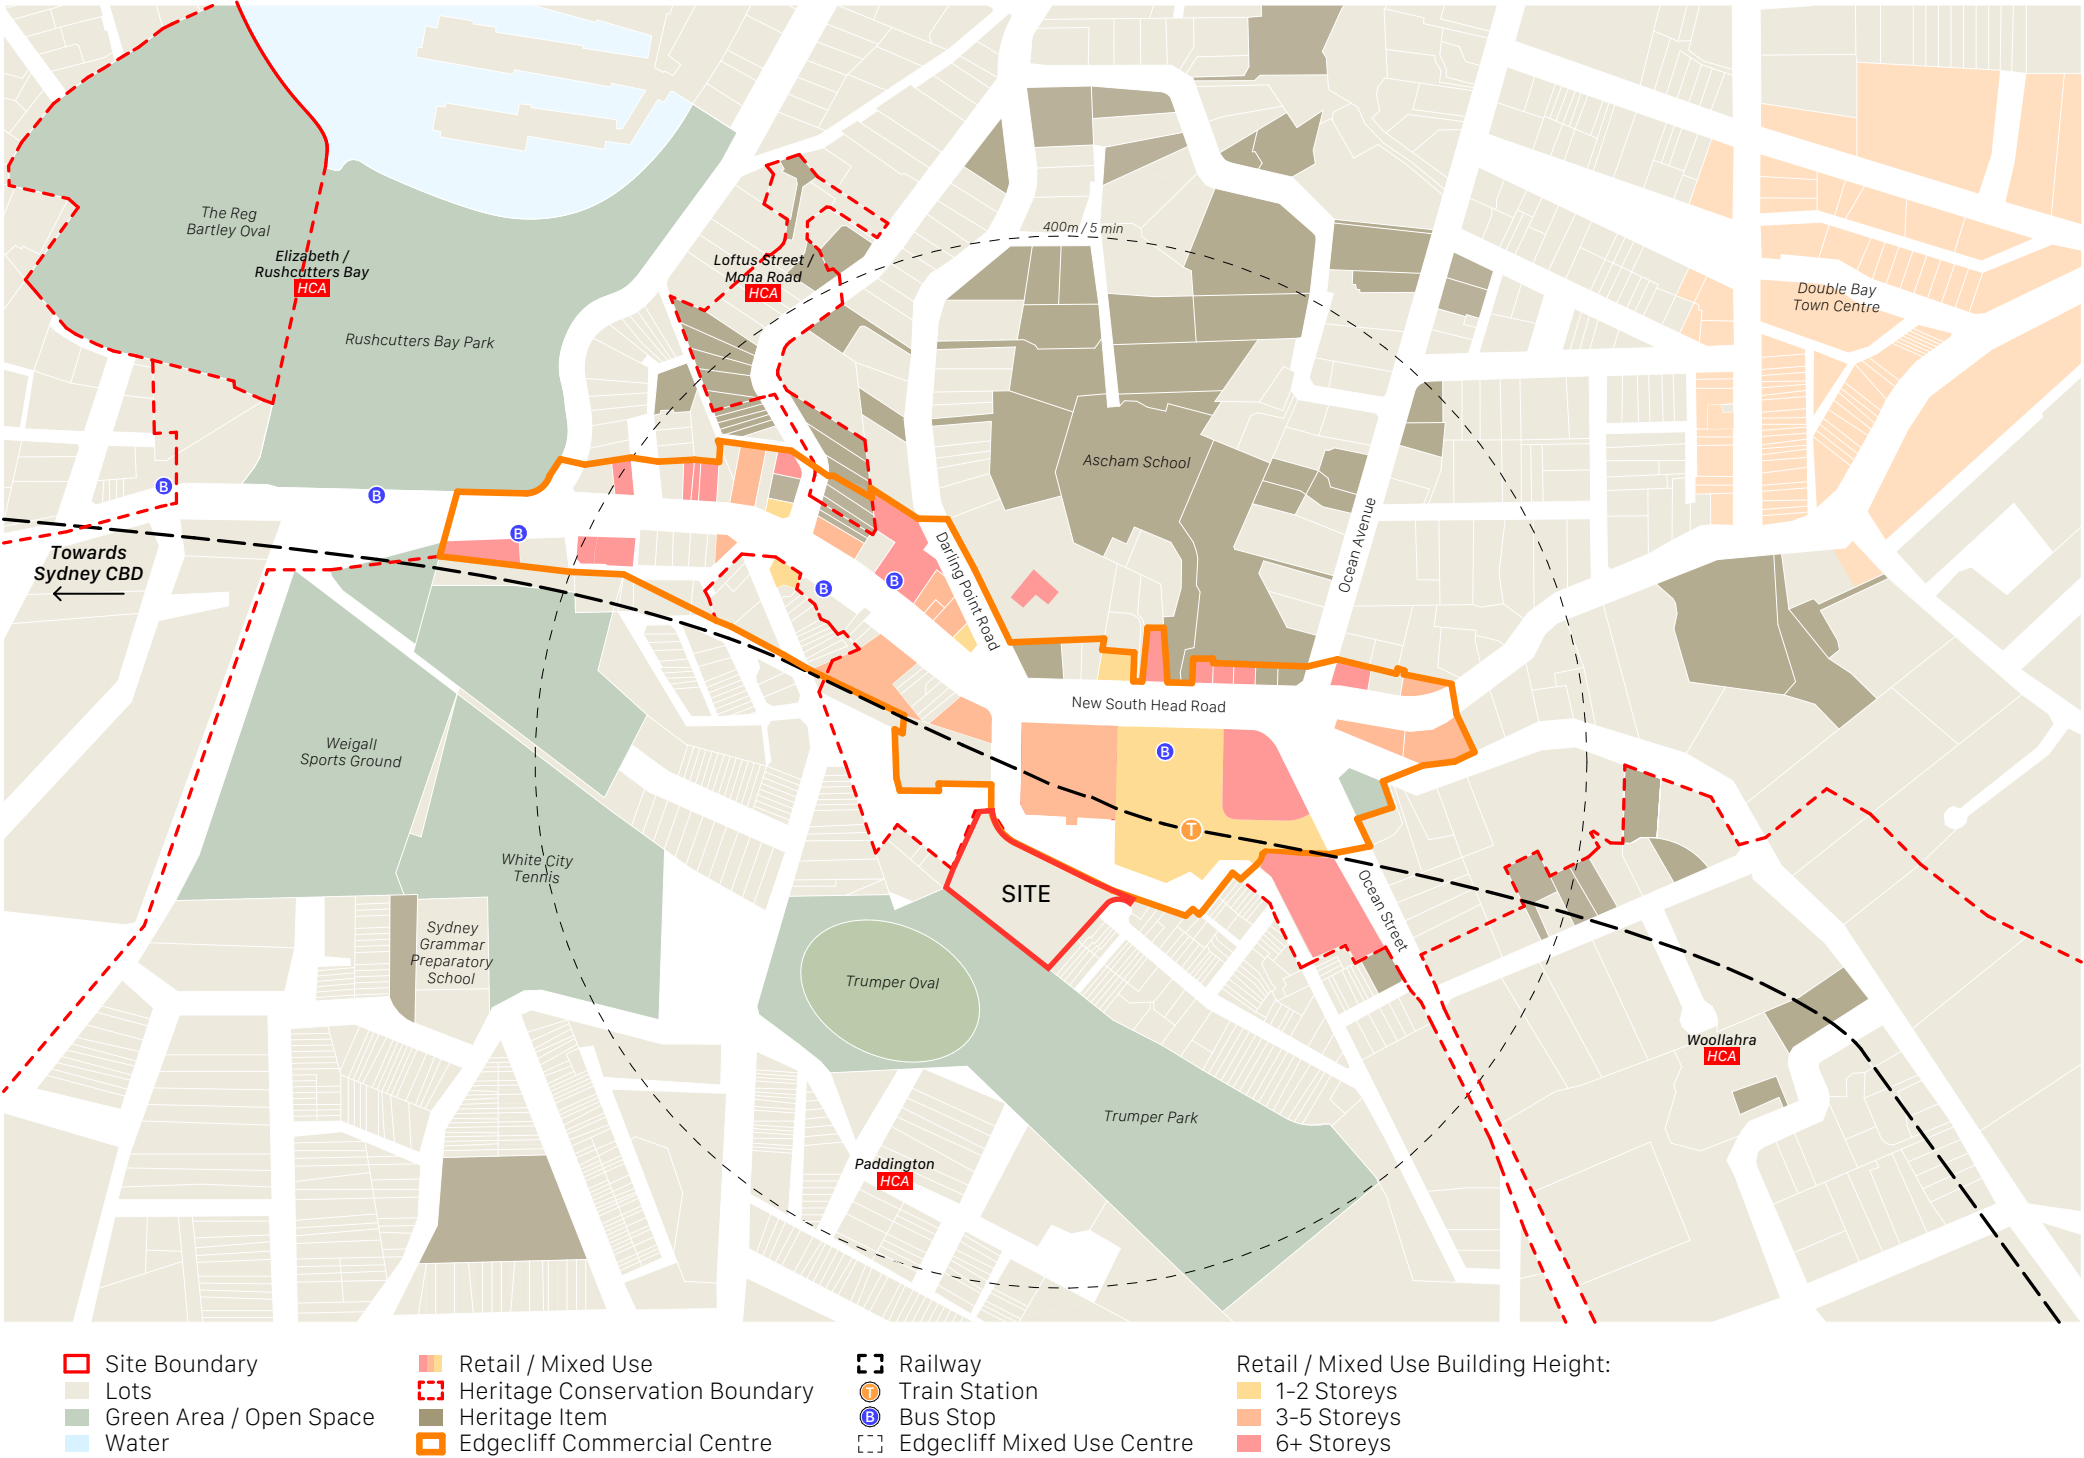 400m / 5 min
The Reg
Bartley Oval
Elizabeth /
Rushcutters Bay
HCA
Loftus Street /
Mona Road
HCA
Double Bay
Town Centre
Rushcutters Bay Park
Ascham School
B
B
B
B
B
Towards
Sydney CBD
Darling Point Road
Ocean Avenue
New South Head Road
B
T
Weigall
Sports Ground
White City
Tennis
SITE
Ocean Street
Sydney
Grammar
Preparatory
School
Trumper Oval
Woollahra
HCA
Trumper Park
Paddington
HCA
Site Boundary
Lots
Green Area / Open Space
Water
Retail / Mixed Use
Heritage Conservation Boundary
Heritage Item
Edgecliff Commercial Centre
Railway
T Train Station
B Bus Stop
Edgecliff Mixed Use Centre
Retail / Mixed Use Building Height:
1-2 Storeys
3-5 Storeys
6+ Storeys